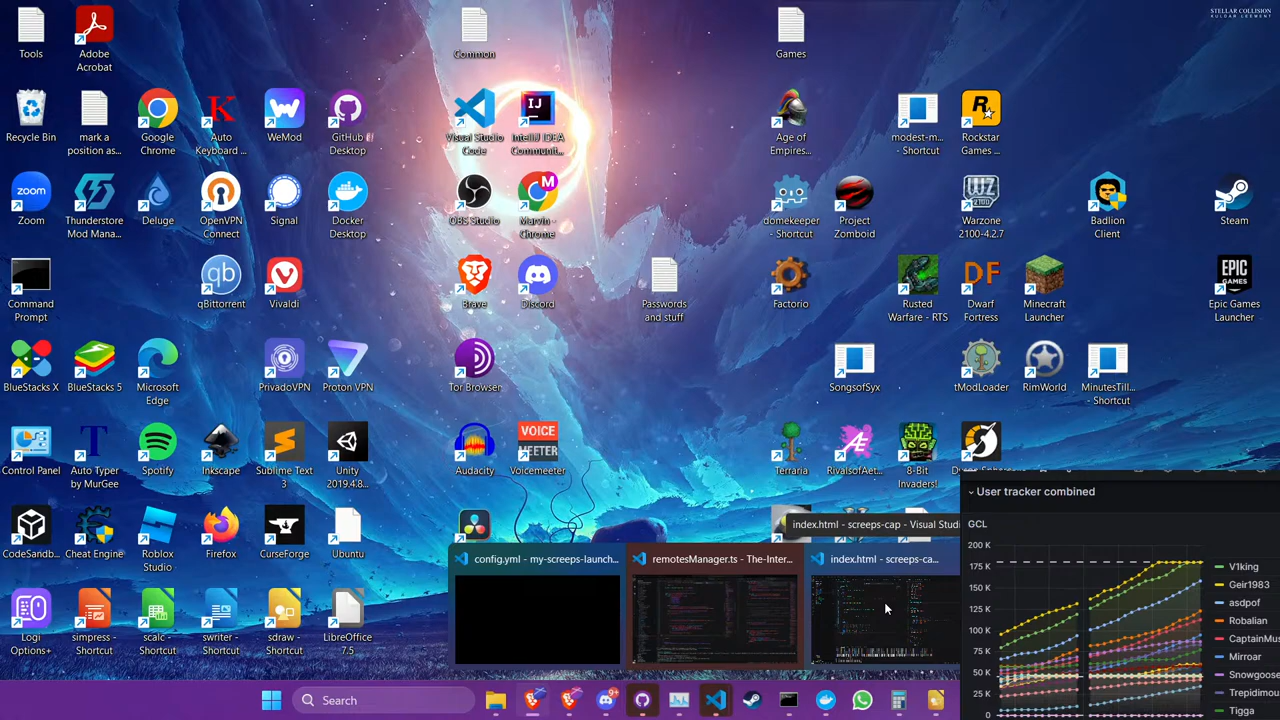 STELLAR COLLISION
Tools
Adobe
Acrobat
Common
Games
Recycle Bin
mark a
position as...
Google
Chrome
Auto
Keyboard ...
WeMod
GitHub
Desktop
Visual Studio
Code
IntelliJ IDEA
Communit...
Age of
Empires...
modest-m...
- Shortcut
Rockstar
Games ...
Zoom
Thunderstore
Mod Mana...
Deluge
OpenVPN
Connect
Signal
Docker
Desktop
OBS Studio
Marvin -
Chrome
domekeeper
- Shortcut
Project
Zomboid
Warzone
2100-4.2.7
Badlion
Client
Steam
Command
Prompt
qBittorrent
Vivaldi
Brave
Discord
Passwords
and stuff
Factorio
Rusted
Warfare - RTS
Dwarf
Fortress
Minecraft
Launcher
Epic Games
Launcher
BlueStacks X
BlueStacks 5
Microsoft
Edge
PrivadoVPN
Proton VPN
Tor Browser
SongsofSyx
tModLoader
RimWorld
MinutesTill...
- Shortcut
Control Panel
Auto Typer
by MurGee
Spotify
Inkscape
Sublime Text
3
Unity
2019.4.8...
Audacity
VOICE
MEETER
Voicemeeter
Terraria
RivalsofAet...
8-Bit
Invaders!
CodeSandb...
Cheat Engine
Roblox
Studio
Firefox
CurseForge
Ubuntu
index.html - screeps-cap - Visual Studi
config.yml - my-screeps-launch...
remotesManager.ts - The-Inter...
index.html - screeps-ca...
Logi
Options+
simpress -
Shortcut
scalc -
Shortcut
swriter -
Shortcut
sdraw -
Shortcut
LibreOffice
7.5
User tracker combined
GCL
200 K
175 K
150 K
125 K
100 K
75 K
50 K
25 K
0
V1king
Geir1983
asdpof
Roalian
CaptainMu
Mirroar
Snowgoose
Trepidimou
Tigga
Search